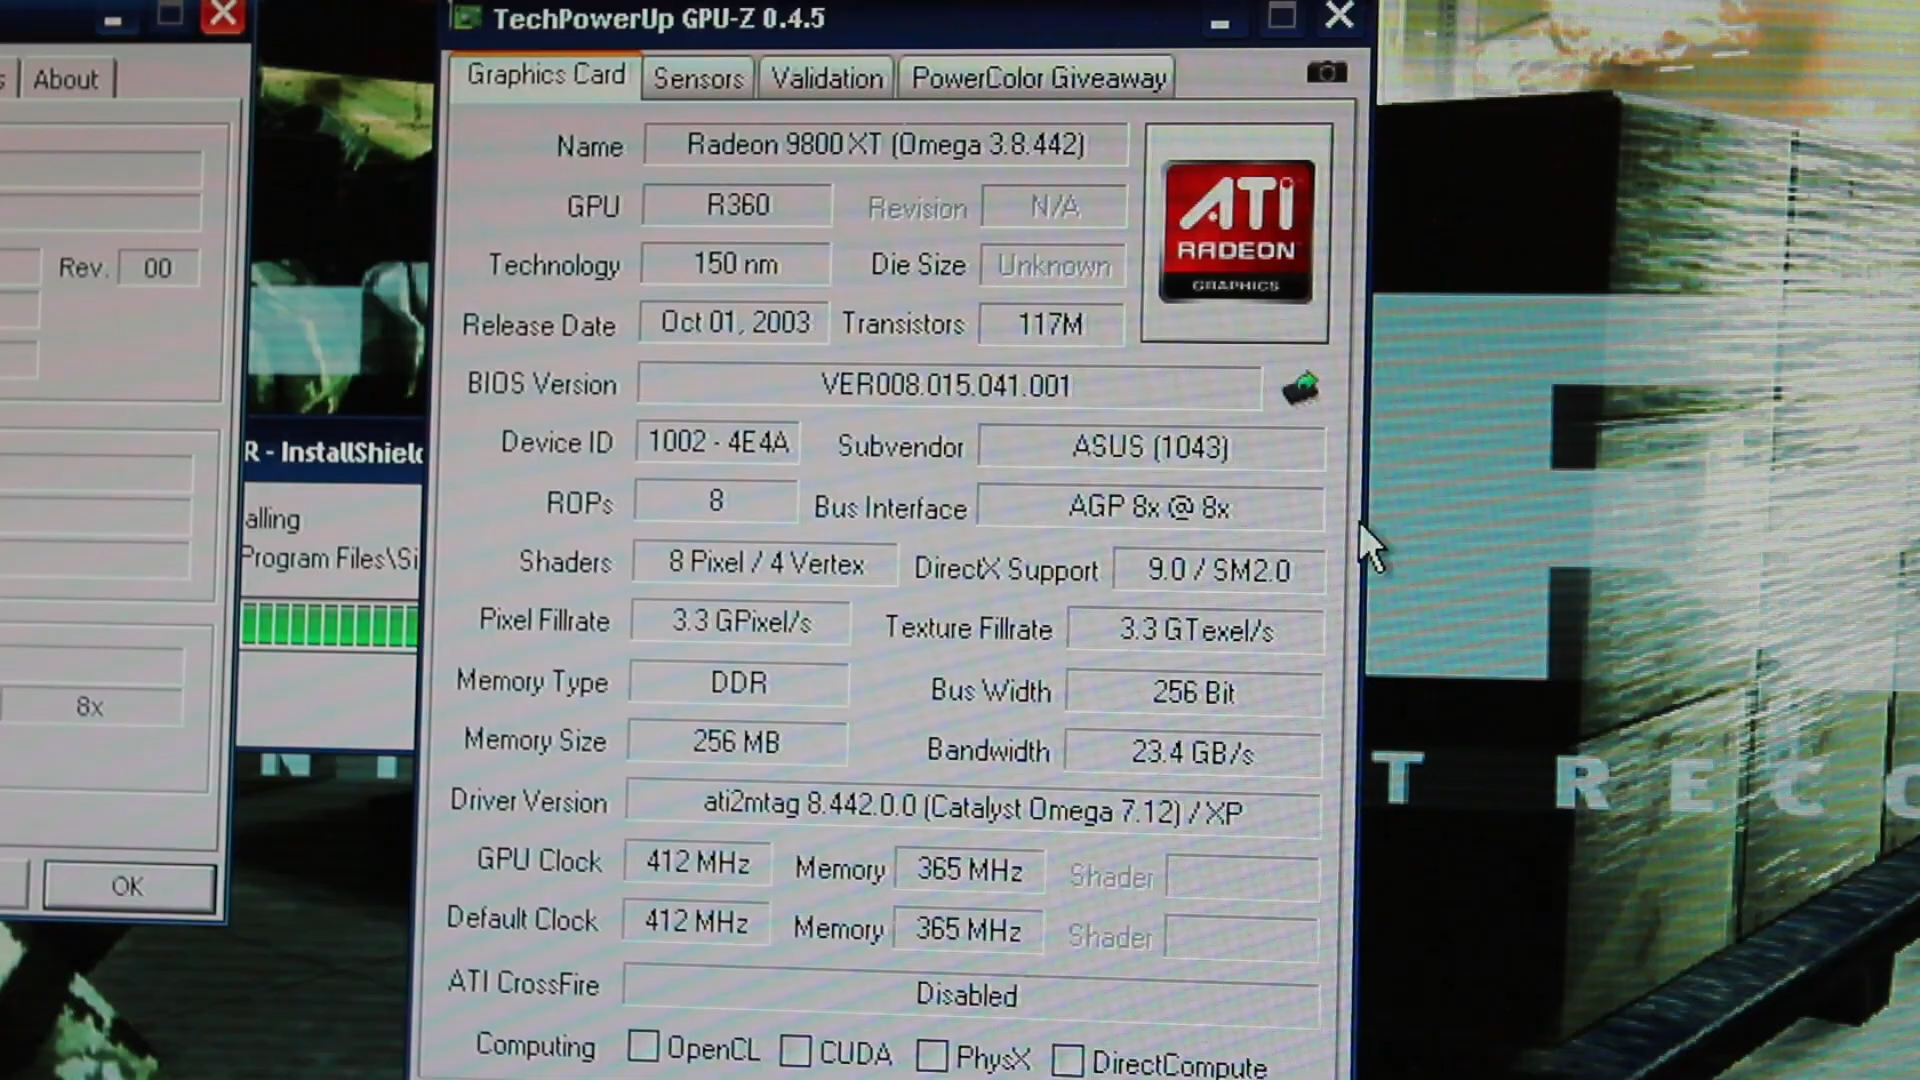 TechPowerUp GPU-Z 0.4.5
About
Graphics Card Sensors Validation PowerColor Giveaway
Name Radeon 9800 XT (Omega 3.8.442)
ATI
RADEON
GRAPHICS
GPU R360 Revision N/A
Rev. 00
Technology 150 nm Die Size Unknown
Release Date Oct 01, 2003 Transistors 117M
BIOS Version VER008.015.041.001
Device ID 1002 - 4E4A Subvendor ASUS (1043)
R - InstallShield
ROPs 8 Bus Interface AGP 8x @ 8x
alling
Program Files\Si
Shaders 8 Pixel / 4 Vertex DirectX Support 9.0 / SM2.0
Pixel Fillrate 3.3 GPixel/s Texture Fillrate 3.3 GTexel/s
Memory Type DDR Bus Width 256 Bit
8x
Memory Size 256 MB Bandwidth 23.4 GB/s
T RECO
Driver Version ati2mtag 8.442.0.0 (Catalyst Omega 7.12) / XP
GPU Clock 412 MHz Memory 365 MHz Shader
OK
Default Clock 412 MHz Memory 365 MHz Shader
ATI CrossFire Disabled
Computing OpenCL CUDA PhysX DirectCompute